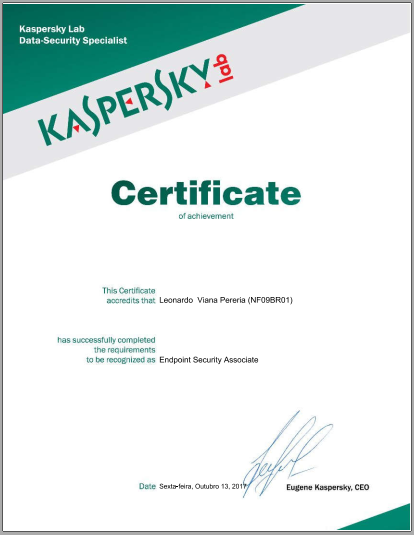 Kaspersky Lab
Data-Security Specialist
KASPERSKY lab
Certificate
of achievement
This Certificate
accredits that Leonardo Viana Pereria (NF09BR01)
has successfully completed
the requirements
to be recognized as Endpoint Security Associate
Date Sexta-feira, Outubro 13, 2017
Eugene Kaspersky, CEO